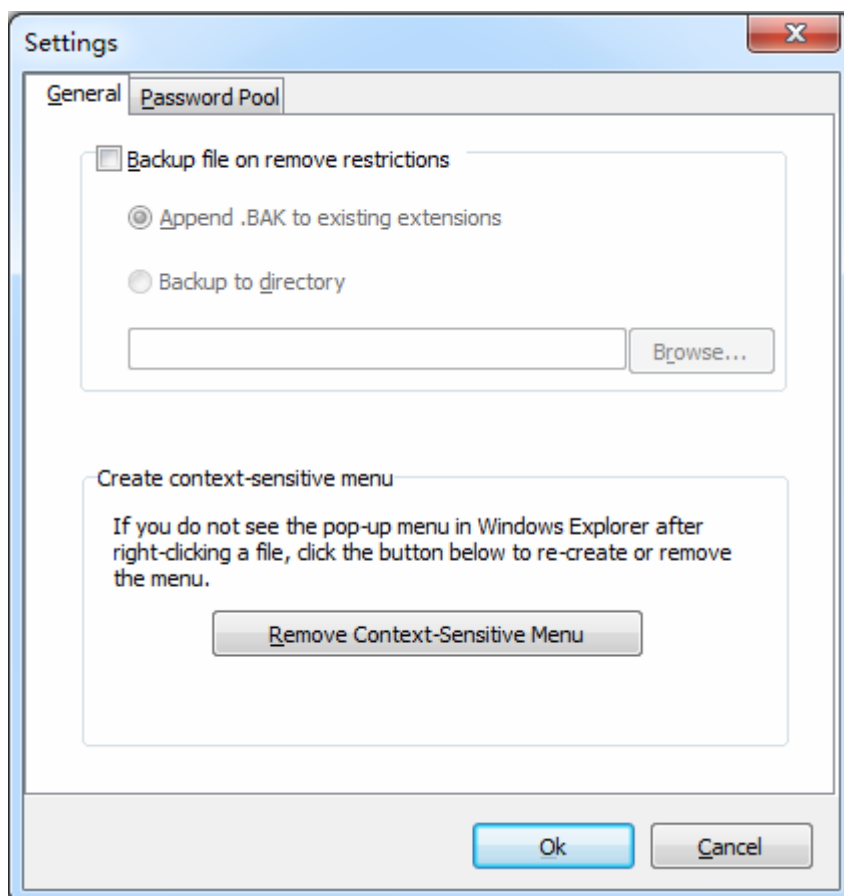 Settings
General
Password Pool
Backup file on remove restrictions
Append .BAK to existing extensions
Backup to directory
Browse...
Create context-sensitive menu
If you do not see the pop-up menu in Windows Explorer after
right-clicking a file, click the button below to re-create or remove
the menu.
Remove Context-Sensitive Menu
Ok
Cancel